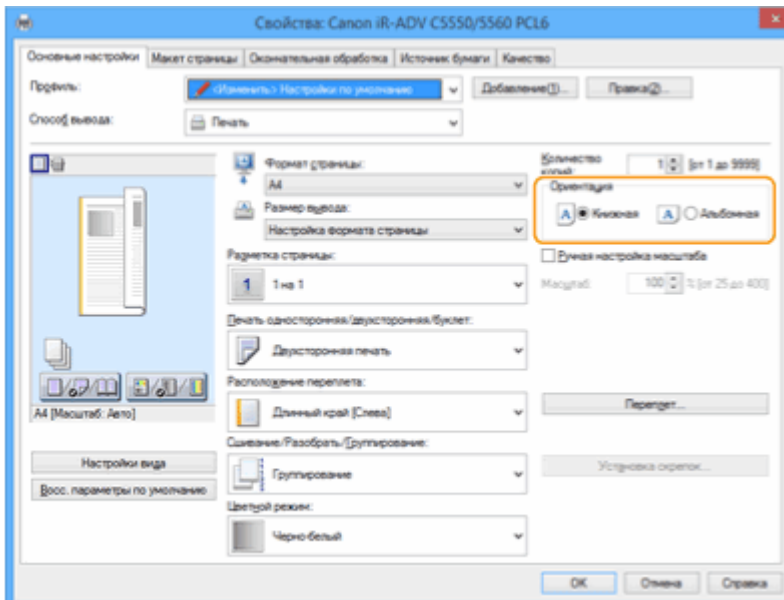 Свойства: Canon iR-ADV C5550/5560 PCL6
Основные настройки Макет страницы Окончательная обработка Источник бумаги Качество
Профиль: <Изменить> Настройки по умолчанию Добавление(1)... Правка(2)...
Способ вывода: Печать
Формат страницы:
A4
Размер вывода:
Настройка формата страницы
Количество копий: 1 [от 1 до 9999]
Ориентация
A Книжная A Альбомная
Разметка страницы:
1 1 на 1
Ручная настройка масштаба
Масштаб: 100 % [от 25 до 400]
Печать односторонняя/двухсторонняя/буклет:
Двухсторонняя печать
Расположение переплета:
Длинный край [Слева]
Переплет...
A4 [Масштаб: Авто]
Сшивание/Разобрать/Группирование:
Группирование
Установка скрепок...
Настройки вида
Восс. параметры по умолчанию
Цветной режим:
Черно-белый
OK Отмена Справка